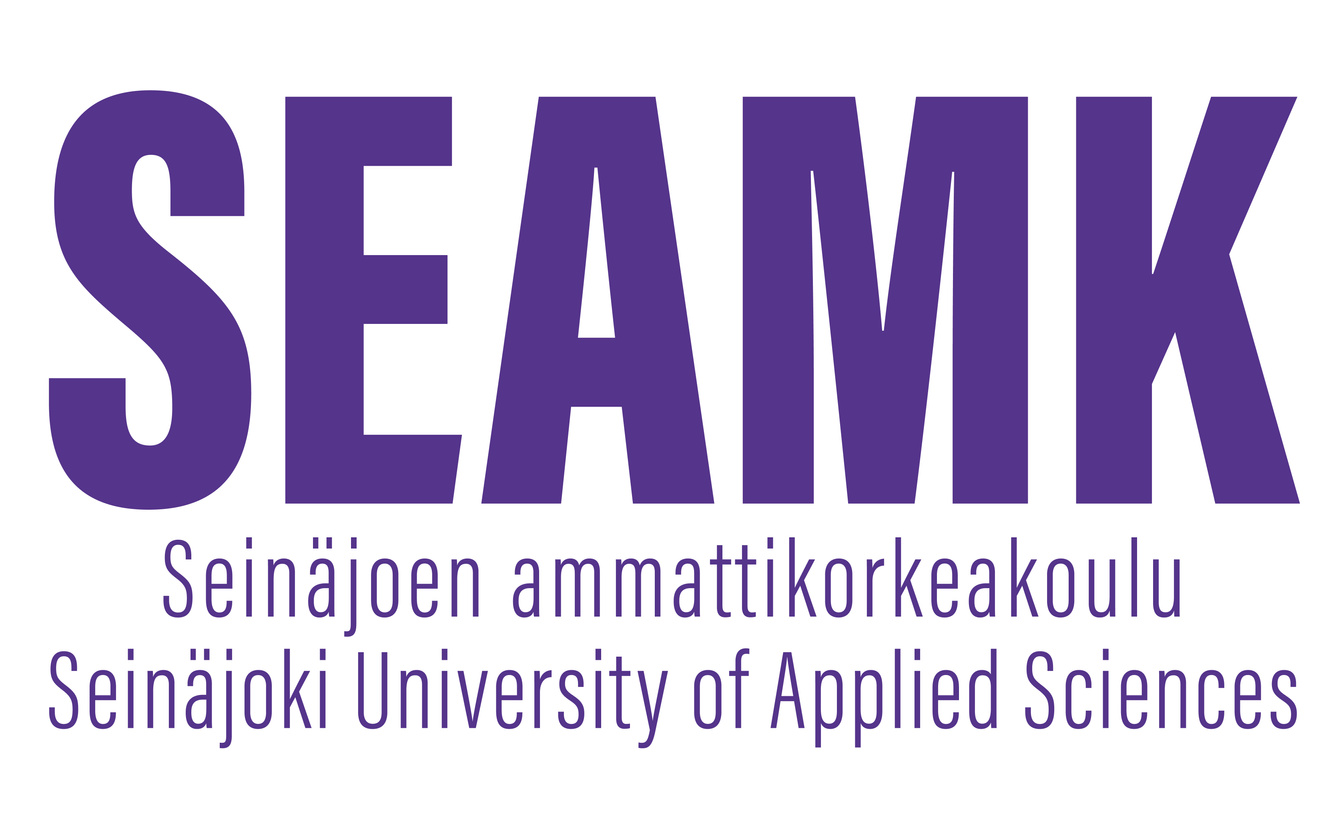 SEAMK
Seinäjoen ammattikorkeakoulu
Seinäjoki University of Applied Sciences